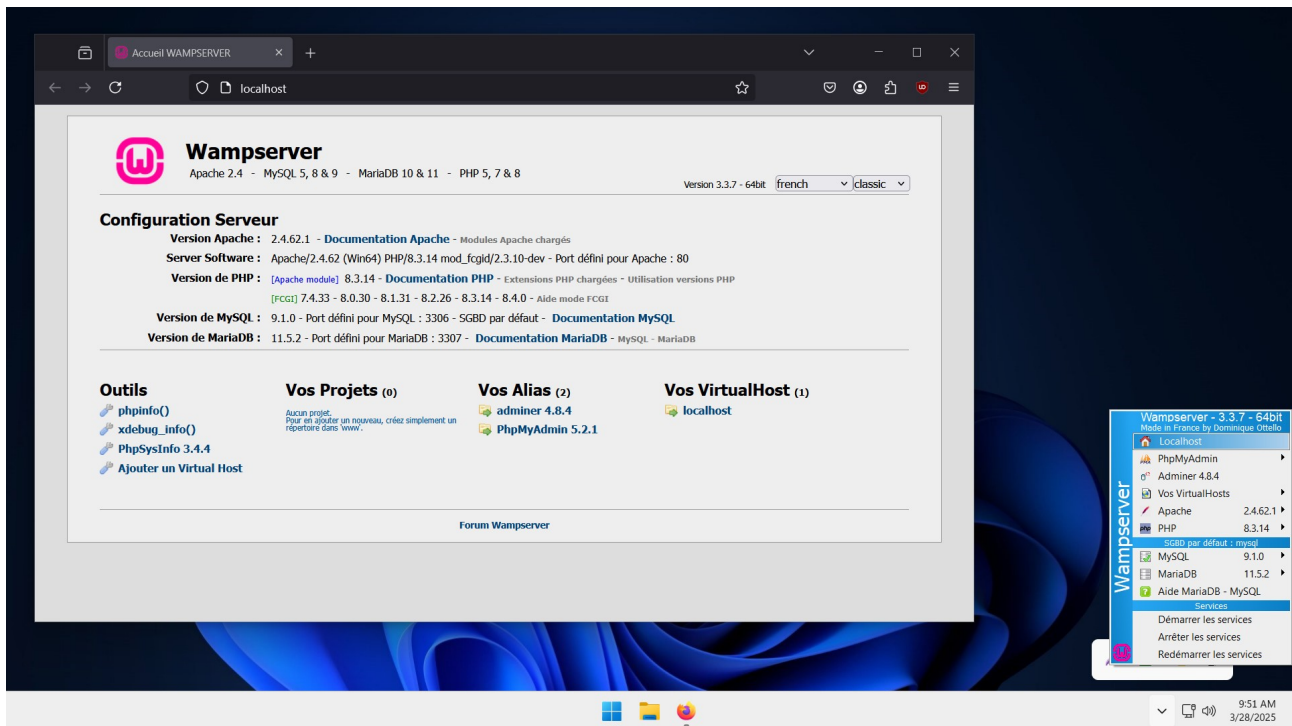 Accueil WAMPSERVER
localhost
Wampserver
Apache 2.4 - MySQL 5, 8 & 9 - MariaDB 10 & 11 - PHP 5, 7 & 8
Version 3.3.7 - 64bit french classic
Configuration Serveur
Version Apache : 2.4.62.1 - Documentation Apache - Modules Apache chargés
Server Software : Apache/2.4.62 (Win64) PHP/8.3.14 mod_fcgid/2.3.10-dev - Port défini pour Apache : 80
Version de PHP : [Apache module] 8.3.14 - Documentation PHP - Extensions PHP chargées - Utilisation versions PHP
[FCGI] 7.4.33 - 8.0.30 - 8.1.31 - 8.2.26 - 8.3.14 - 8.4.0 - Aide mode FCGI
Version de MySQL : 9.1.0 - Port défini pour MySQL : 3306 - SGBD par défaut - Documentation MySQL
Version de MariaDB : 11.5.2 - Port défini pour MariaDB : 3307 - Documentation MariaDB - MySQL - MariaDB
Outils
phpinfo()
xdebug_info()
PhpSysInfo 3.4.4
Ajouter un Virtual Host
Vos Projets (0)
Aucun projet.
Pour en ajouter un nouveau, créez simplement un
répertoire dans 'www'.
Vos Alias (2)
adminer 4.8.4
PhpMyAdmin 5.2.1
Vos VirtualHost (1)
localhost
Forum Wampserver
Wampserver
Wampserver - 3.3.7 - 64bit
Made in France by Dominique Ottello
Localhost
PhpMyAdmin
Adminer 4.8.4
Vos VirtualHosts
Apache 2.4.62.1
PHP 8.3.14
SGBD par défaut : mysql
MySQL 9.1.0
MariaDB 11.5.2
Aide MariaDB - MySQL
Services
Démarrer les services
Arrêter les services
Redémarrer les services
9:51 AM
3/28/2025